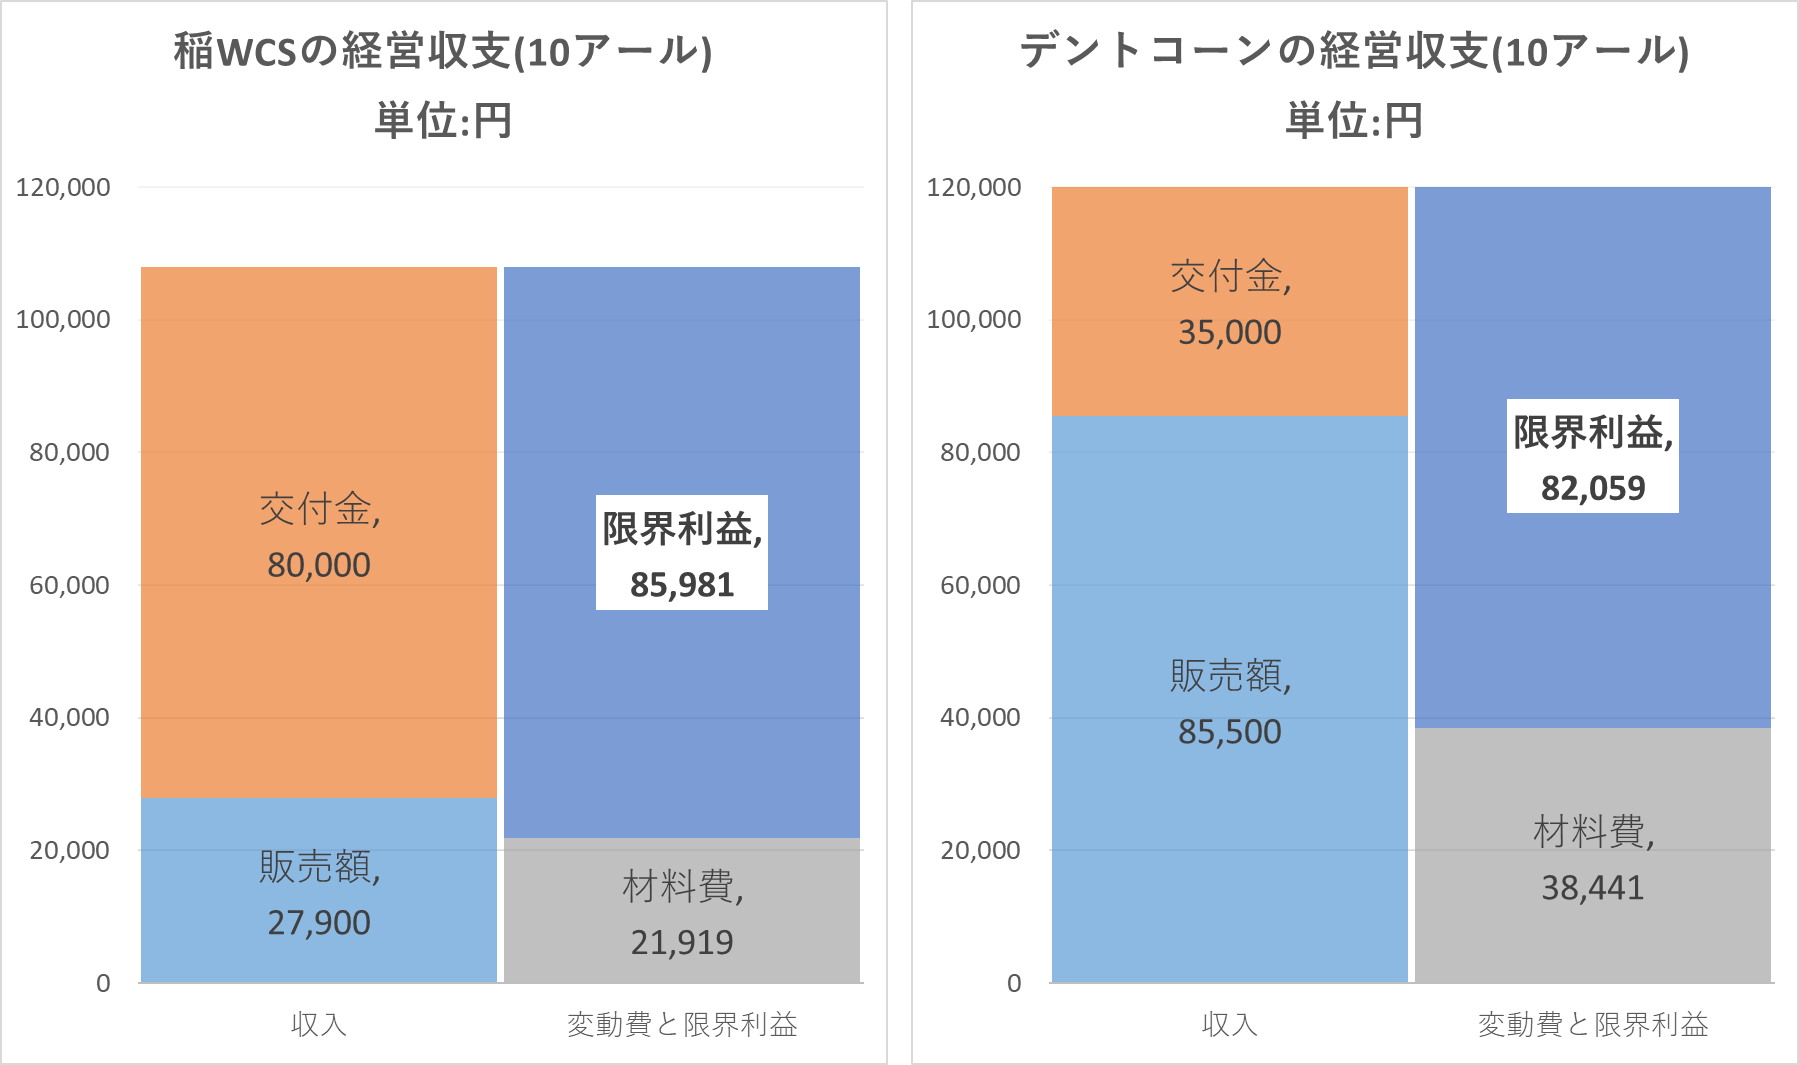 稲WCSの経営収支(10アール)
単位:円
120,000
100,000
80,000
60,000
40,000
20,000
0
交付金,
80,000
販売額,
27,900
限界利益,
85,981
材料費,
21,919
収入
変動費と限界利益
デントコーンの経営収支(10アール)
単位:円
120,000
100,000
80,000
60,000
40,000
20,000
0
交付金,
35,000
販売額,
85,500
限界利益,
82,059
材料費,
38,441
収入
変動費と限界利益